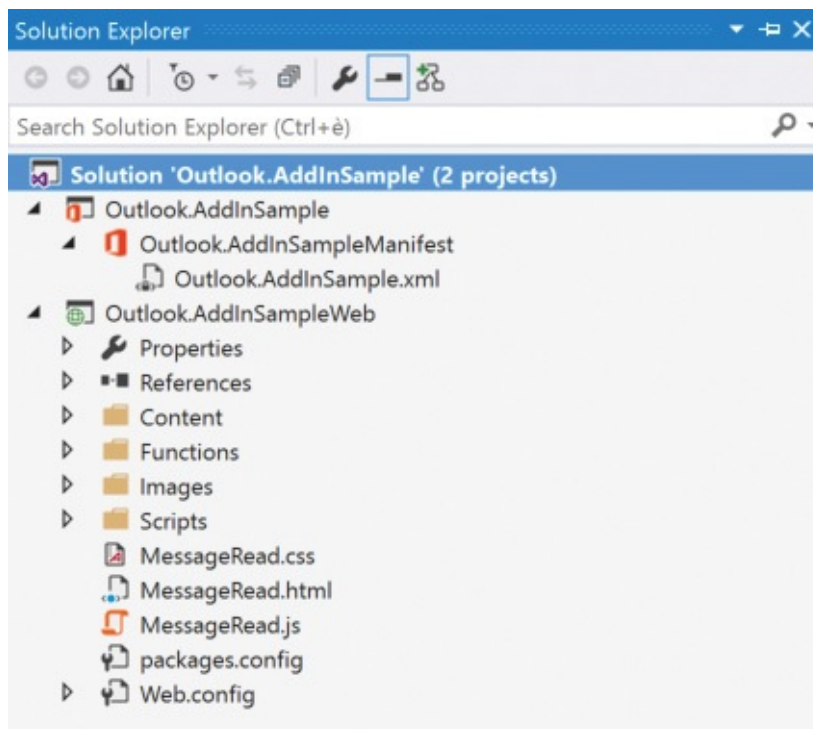 Solution Explorer
Search Solution Explorer (Ctrl+è)
Solution 'Outlook.AddInSample' (2 projects)
Outlook.AddInSample
Outlook.AddInSampleManifest
Outlook.AddInSample.xml
Outlook.AddInSampleWeb
Properties
References
Content
Functions
Images
Scripts
MessageRead.css
MessageRead.html
MessageRead.js
packages.config
Web.config